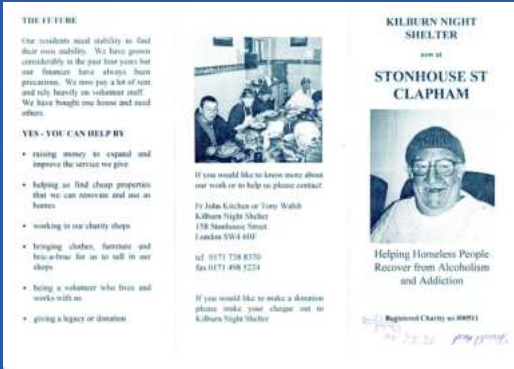 THE FUTURE
Our residents need stability to find
their own stability. We have grown
considerably in the past four years but
our finances have always been
precarious. We now pay a lot of rent
and rely heavily on volunteer staff.
We have bought one house and need
others.
YES - YOU CAN HELP BY
• raising money to expand and
improve the service we give
• helping us find cheap properties
that we can renovate and use as
homes
• working in our charity shops
• bringing clothes, furniture and
bric-a-brac for us to sell in our
shops
• being a volunteer who lives and
works with us
• giving a legacy or donation
If you would like to know more about
our work or to help us please contact:
Fr John Kitchen or Tony Walsh
Kilburn Night Shelter
158 Stonhouse Street
London SW4 6BF
tel 0171 738 8370
fax 0171 498 5224
If you would like to make a donation
please make your cheque out to
Kilburn Night Shelter
KILBURN NIGHT
SHELTER
now at
STONHOUSE ST
CLAPHAM
Helping Homeless People
Recover from Alcoholism
and Addiction
Registered Charity no